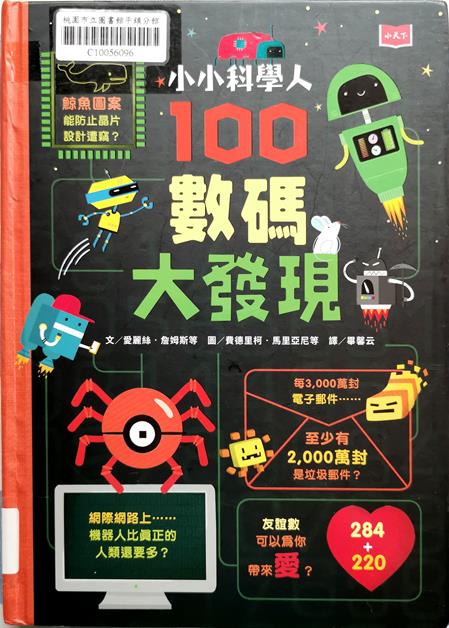 桃園市立圖書館平鎮分館
C10056096
小天下
小小科學人
100
數碼
大發現
鯨魚圖案
能防止晶片
設計遭竊？
文／愛麗絲・詹姆斯等 圖／費德里柯・馬里亞尼等 譯／畢馨云
每3,000萬封
電子郵件……
至少有
2,000萬封
是垃圾郵件？
網際網路上……
機器人比真正的
人類還要多？
友誼數
可以為你
帶來愛？
284
+
220